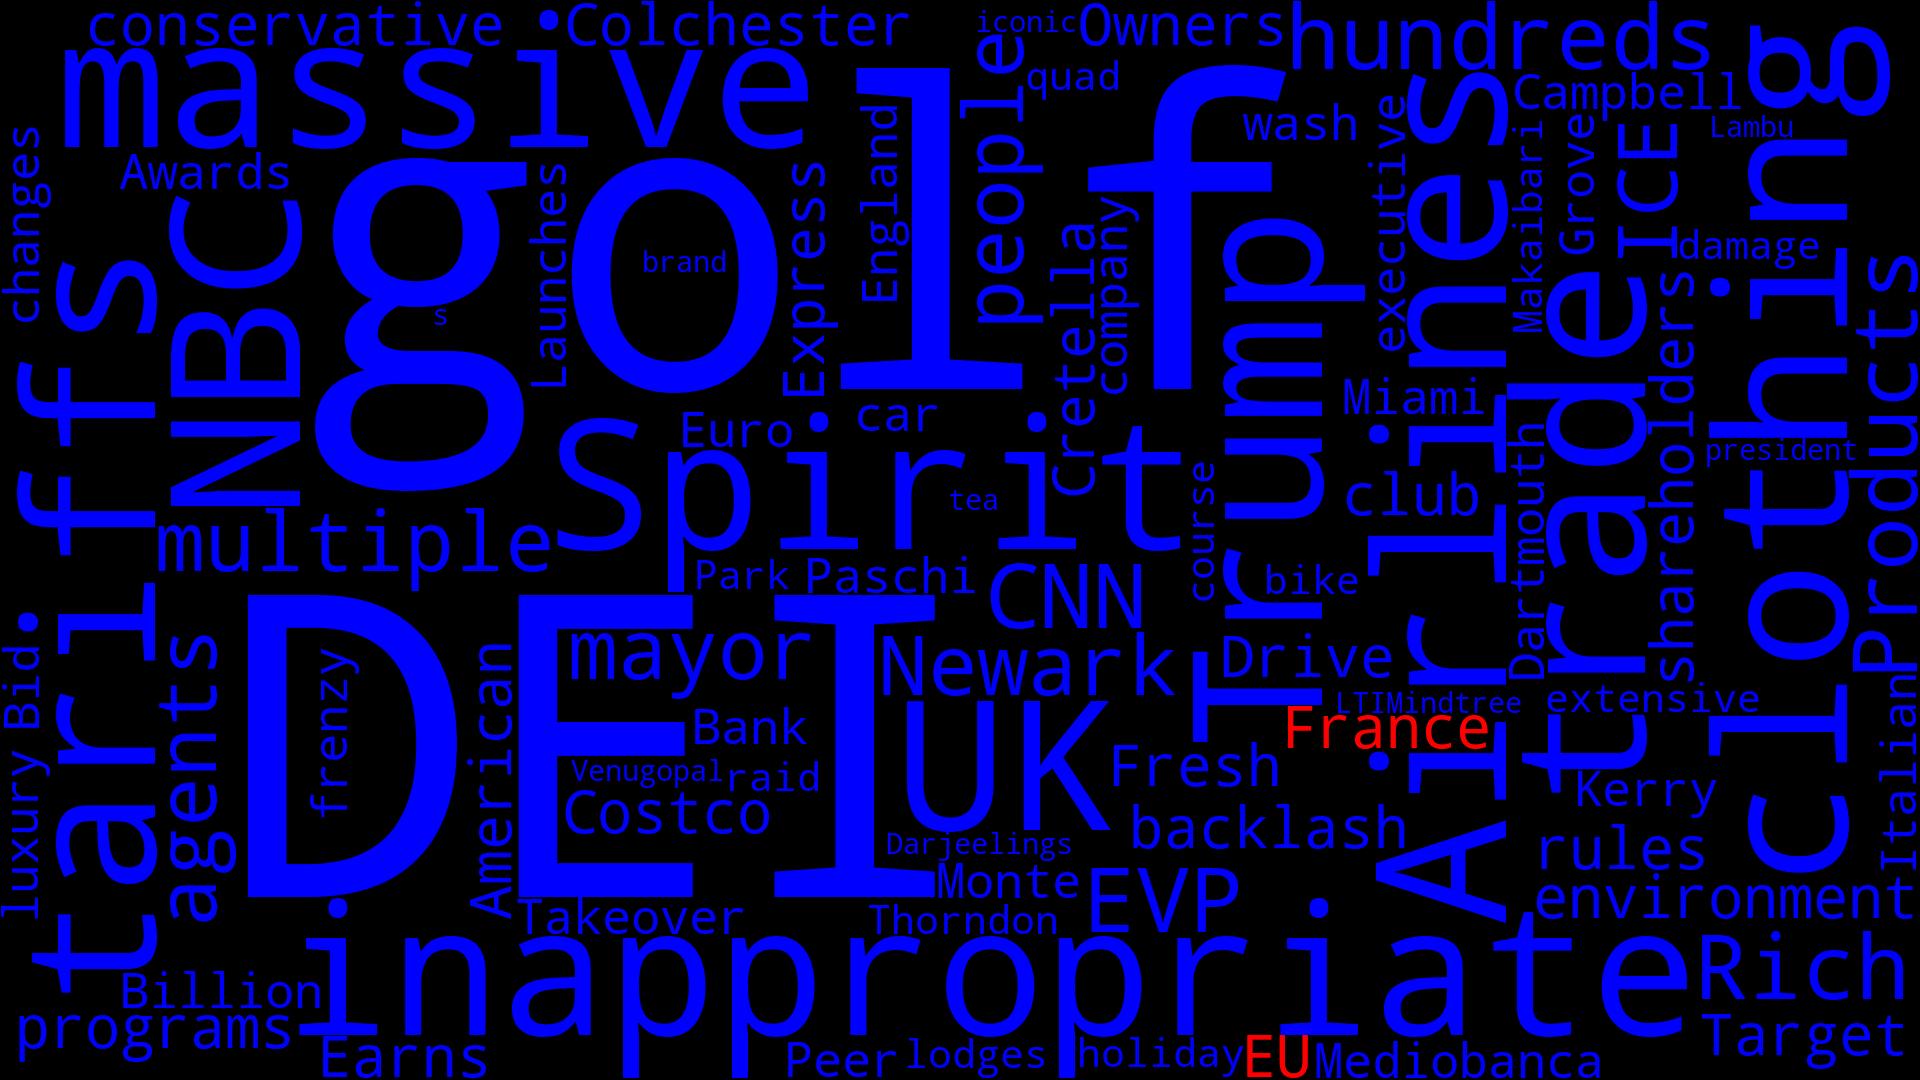 conservative
Colchester
iconic
Owners
hundreds
massive
people
quad
Campbell
clothing
wash
executive
Airlines
Lambu
changes
Awards
golf
Launches
Express
England
Makaibari
Grove
ICE
damage
tariffs
NBC
brand
s
Cretella
company
Trump
trade
shareholders
Products
Euro
car
Miami
Spirit
tea
course
club
Dartmouth
president
multiple
Park
Paschi
CNN
bike
luxury
Bid
agents
DEI
frenzy
American
mayor
Newark
Drive
LTIMindtree
extensive
Bank
UK
France
Italian
Venugopal
raid
Fresh
Kerry
Costco
Darjeelings
backlash
rules
Monte
EVP
environment
Takeover
Thorndon
inappropriate
Rich
Billion
programs
Target
Earns
Peer
lodges
holiday
EU
Mediobanca